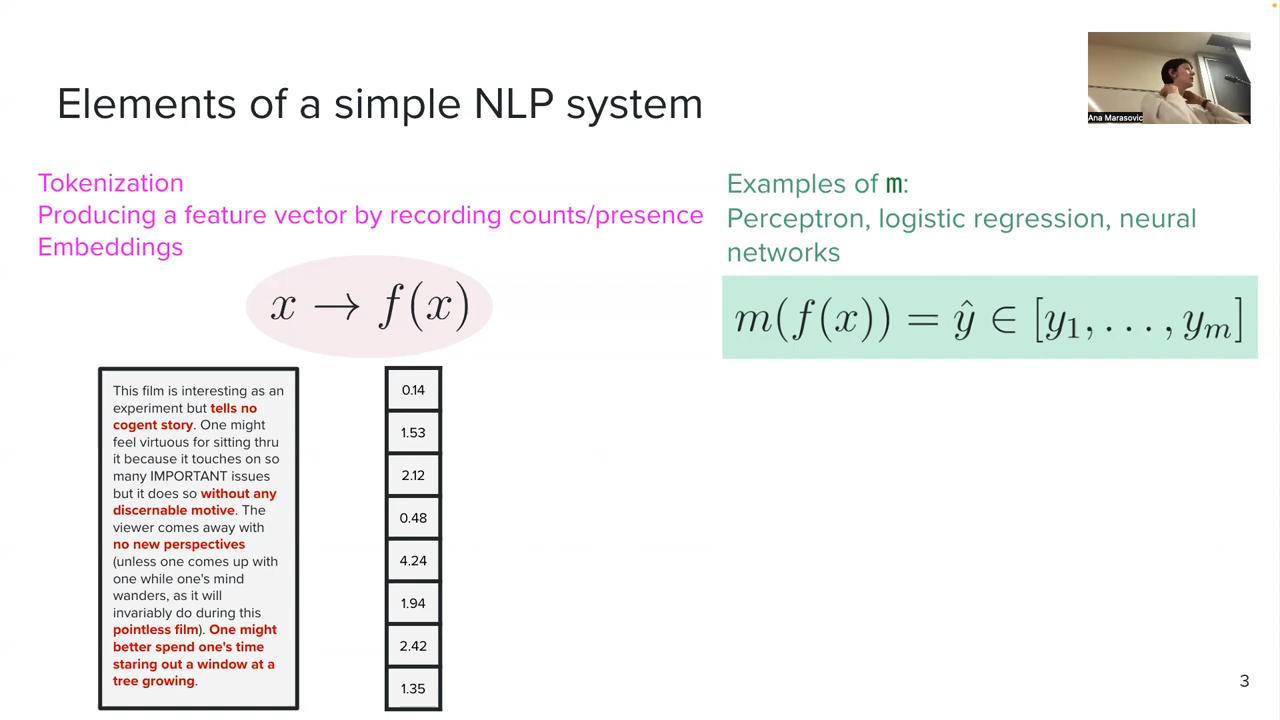 Elements of a simple NLP system
Ana Marasovic
Tokenization
Producing a feature vector by recording counts/presence
Embeddings
x → f(x)
Examples of m:
Perceptron, logistic regression, neural
networks
m(f(x)) = ŷ ∈ [y₁, . . . , yₘ]
This film is interesting as an
experiment but tells no
cogent story. One might
feel virtuous for sitting thru
it because it touches on so
many IMPORTANT issues
but it does so without any
discernable motive. The
viewer comes away with
no new perspectives
(unless one comes up with
one while one's mind
wanders, as it will
invariably do during this
pointless film). One might
better spend one's time
staring out a window at a
tree growing.
0.14
1.53
2.12
0.48
4.24
1.94
2.42
1.35
3